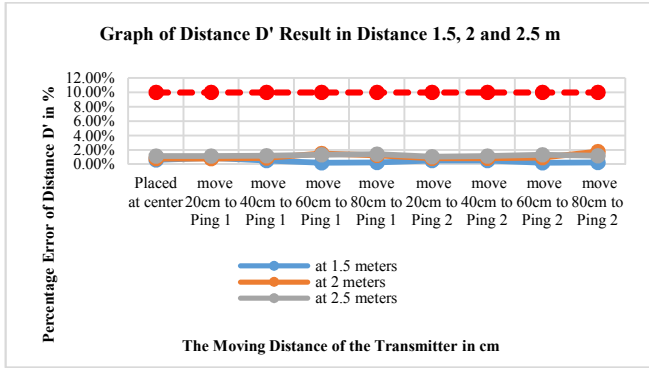 Graph of Distance D' Result in Distance 1.5, 2 and 2.5 m
Percentage Error of Distance D' in %
12.00%
10.00%
8.00%
6.00%
4.00%
2.00%
0.00%
Placed at center
move 20cm to Ping 1
move 40cm to Ping 1
move 60cm to Ping 1
move 80cm to Ping 1
move 20cm to Ping 2
move 40cm to Ping 2
move 60cm to Ping 2
move 80cm to Ping 2
at 1.5 meters
at 2 meters
at 2.5 meters
The Moving Distance of the Transmitter in cm